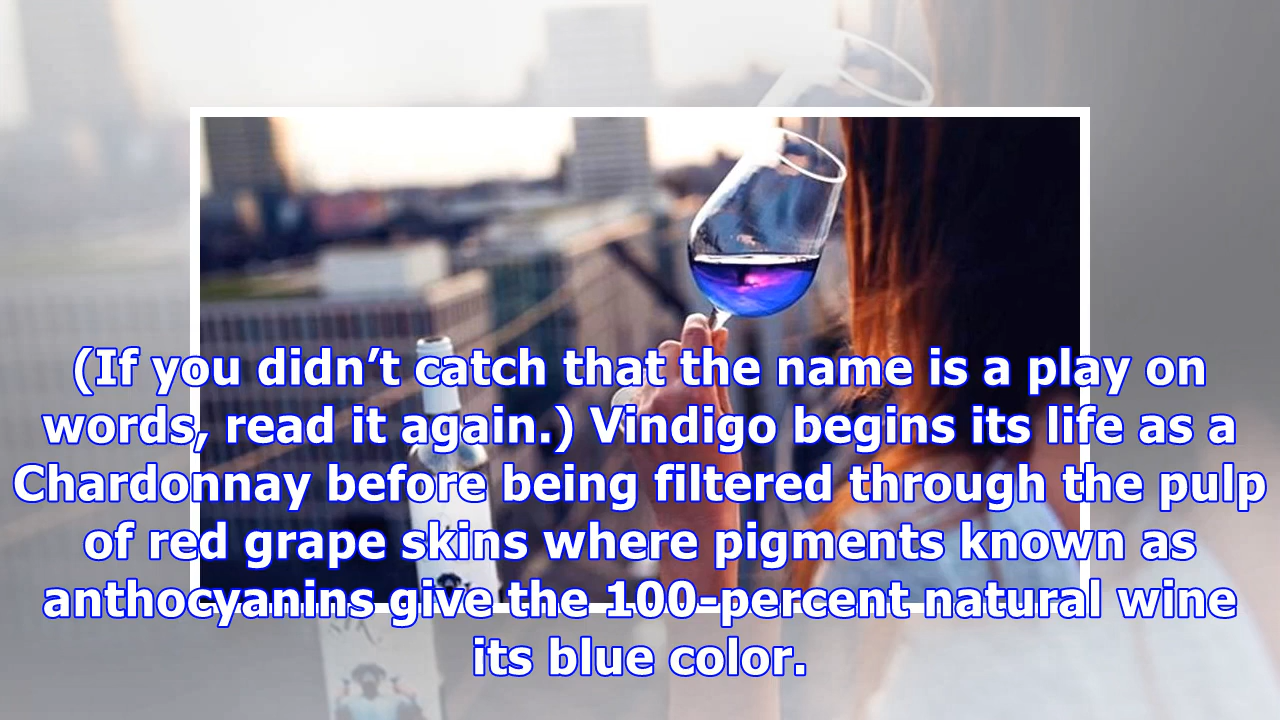 (If you didn’t catch that the name is a play on
words, read it again.) Vindigo begins its life as a
Chardonnay before being filtered through the pulp
of red grape skins where pigments known as
anthocyanins give the 100-percent natural wine
its blue color.